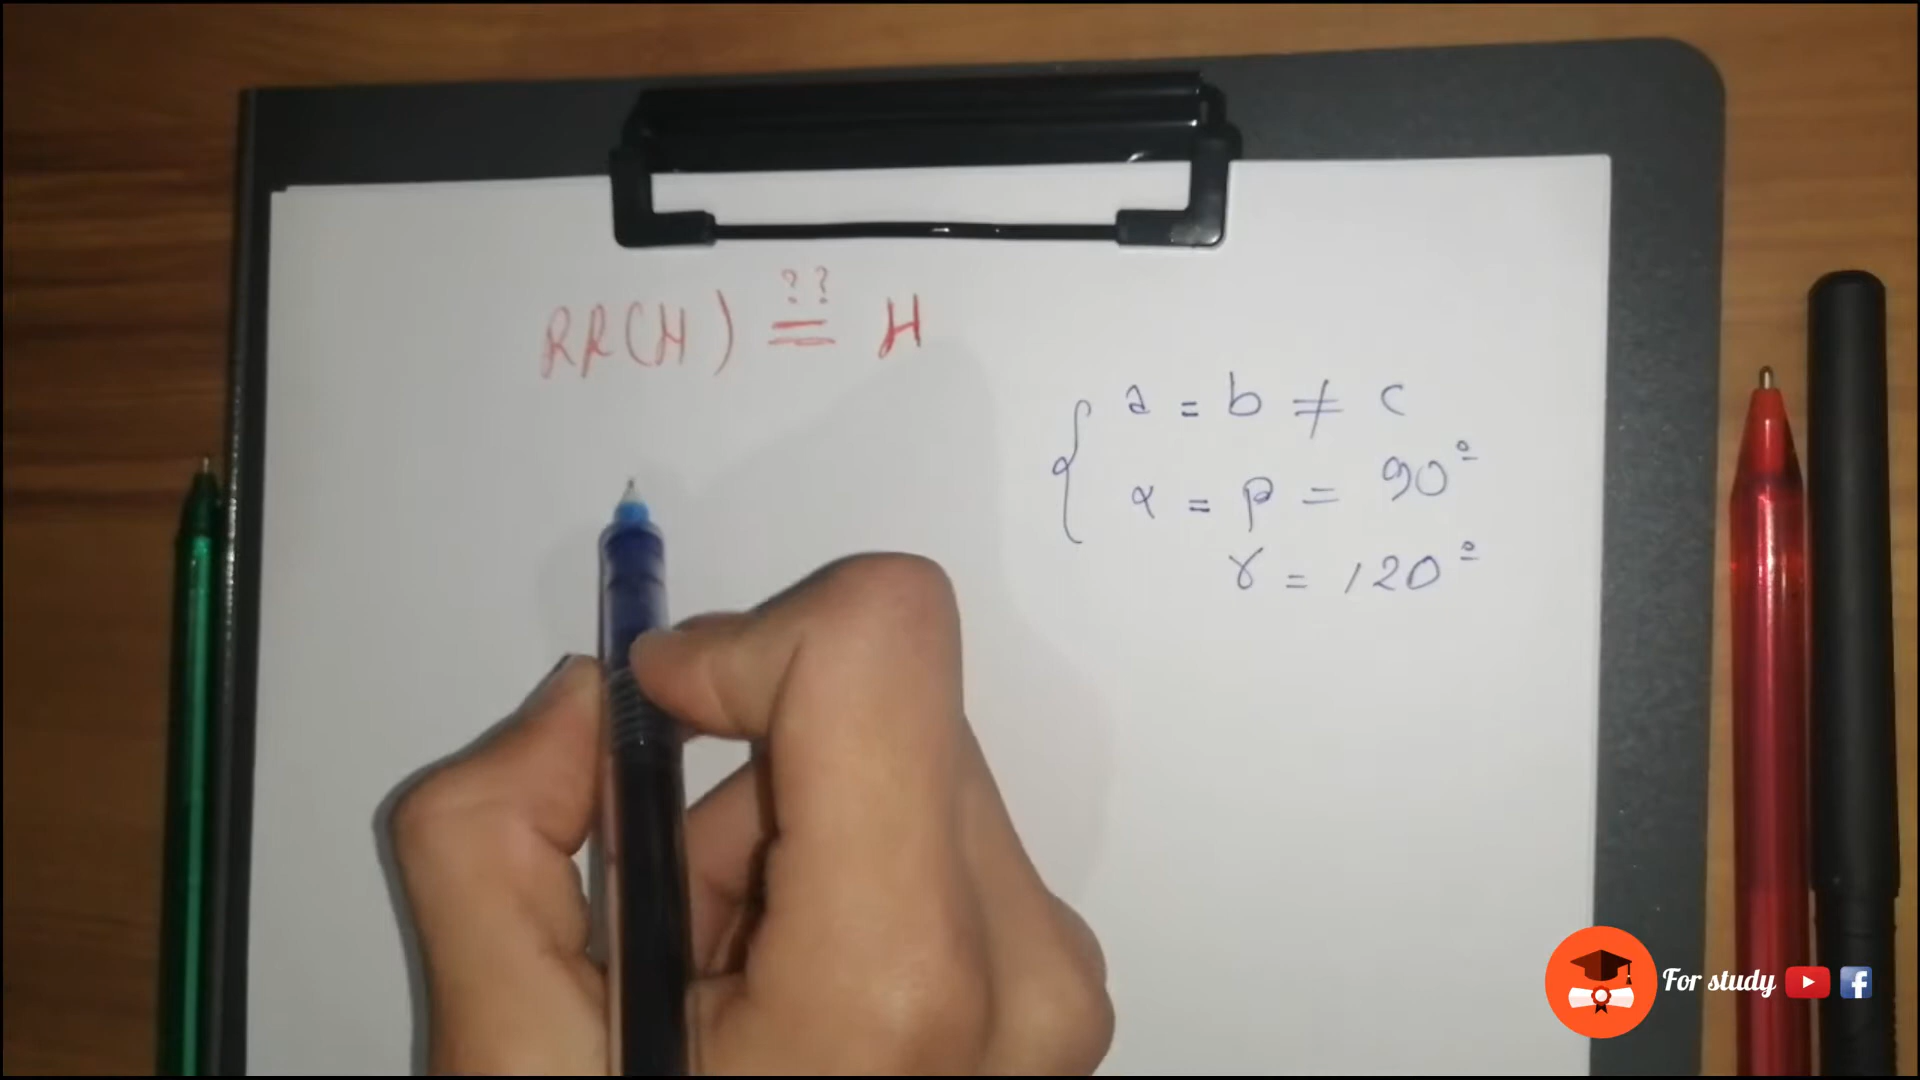 ??
RR(H) = H
a = b ≠ c
α = β = 90°
γ = 120°
For study